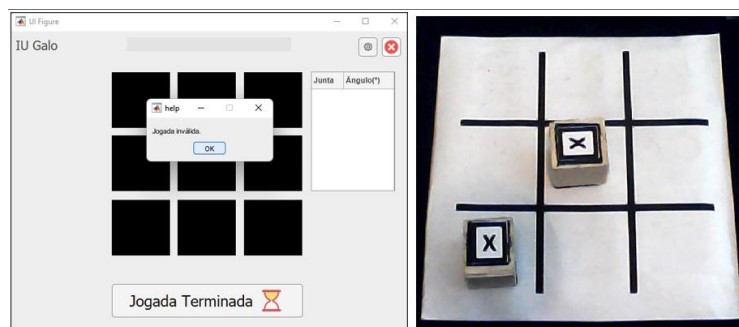 UI Figure
IU Galo
Junta Ângulo(º)
help
Jogada inválida.
OK
Jogada Terminada
X
X